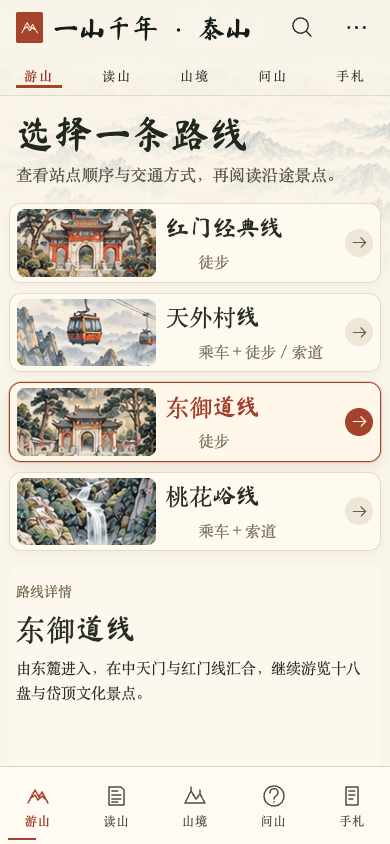 一山千年 · 泰山
游山 读山 山境 问山 手札
选择一条路线
查看站点顺序与交通方式，再阅读沿途景点。
红门经典线
徒步
天外村线
乘车 + 徒步 / 索道
东御道线
徒步
桃花峪线
乘车 + 索道
路线详情
东御道线
由东麓进入，在中天门与红门线汇合，继续游览十八
盘与岱顶文化景点。
游山 读山 山境 问山 手札